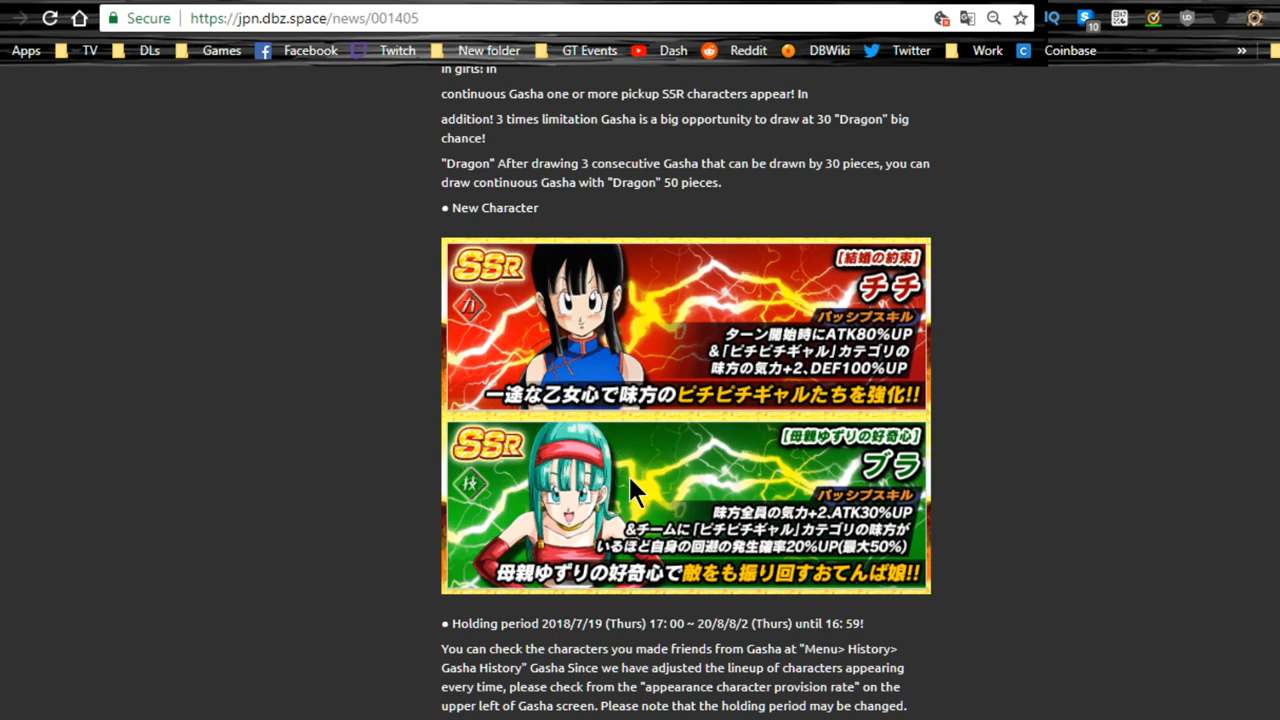 Secure https://jpn.dbz.space/news/001405
10
Apps TV DLs Games Facebook Twitch New folder GT Events Dash Reddit DBWiki Twitter Work Coinbase »
in girls! In
continuous Gasha one or more pickup SSR characters appear! In
addition! 3 times limitation Gasha is a big opportunity to draw at 30 "Dragon" big
chance!
"Dragon" After drawing 3 consecutive Gasha that can be drawn by 30 pieces, you can
draw continuous Gasha with "Dragon" 50 pieces.
● New Character
SSR
力
【結婚の約束】
チチ
パッシブスキル
ターン開始時にATK80%UP
&「ピチピチギャル」カテゴリの
味方の気力+2、DEF100%UP
一途な乙女心で味方のピチピチギャルたちを強化!!
SSR
技
【母親ゆずりの好奇心】
ブラ
パッシブスキル
味方全員の気力+2、ATK30%UP
&チームに「ピチピチギャル」カテゴリの味方が
いるほど自身の回避の発生確率20%UP(最大50%)
母親ゆずりの好奇心で敵をも振り回すおてんば娘!!
● Holding period 2018/7/19 (Thurs) 17: 00 ~ 20/8/8/2 (Thurs) until 16: 59!
You can check the characters you made friends from Gasha at "Menu> History>
Gasha History" Gasha Since we have adjusted the lineup of characters appearing
every time, please check from the "appearance character provision rate" on the
upper left of Gasha screen. Please note that the holding period may be changed.